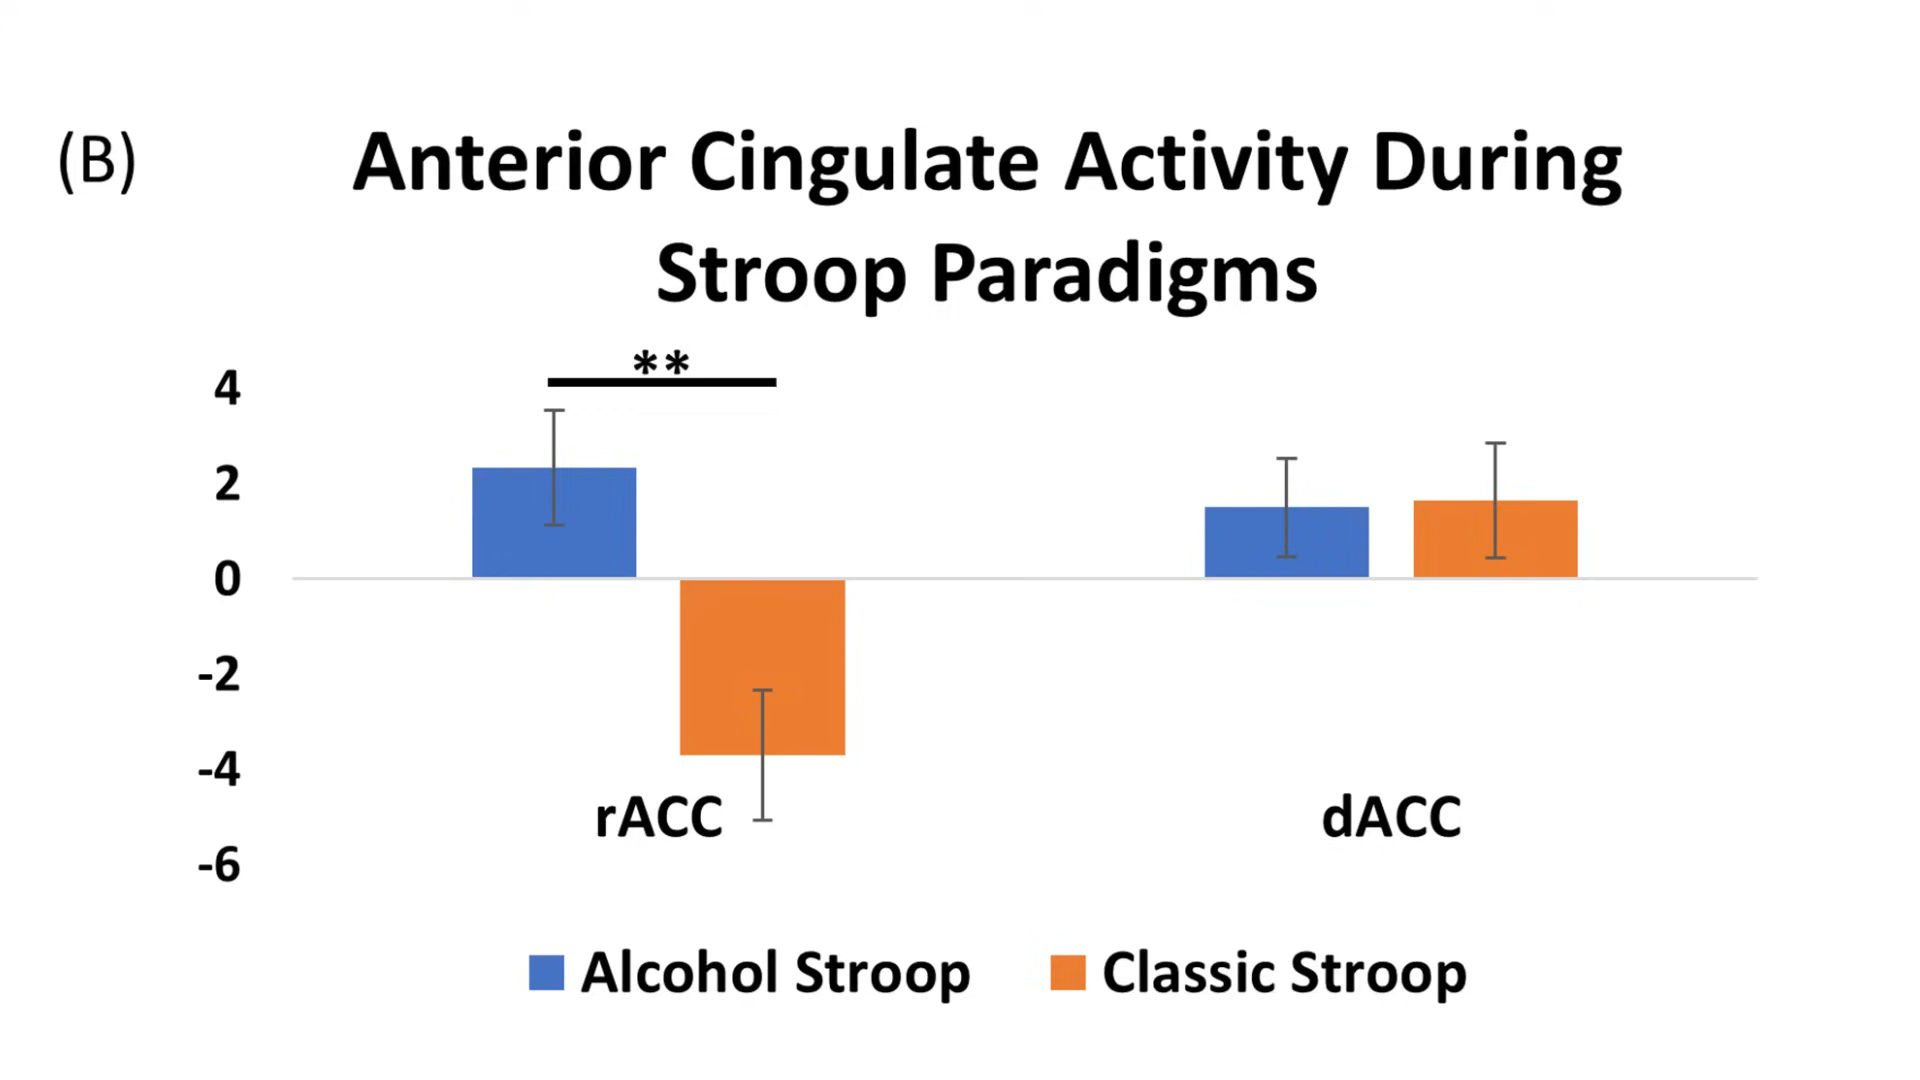 (B)
Anterior Cingulate Activity During
Stroop Paradigms
**
4
2
0
-2
-4
-6
rACC
dACC
Alcohol Stroop
Classic Stroop